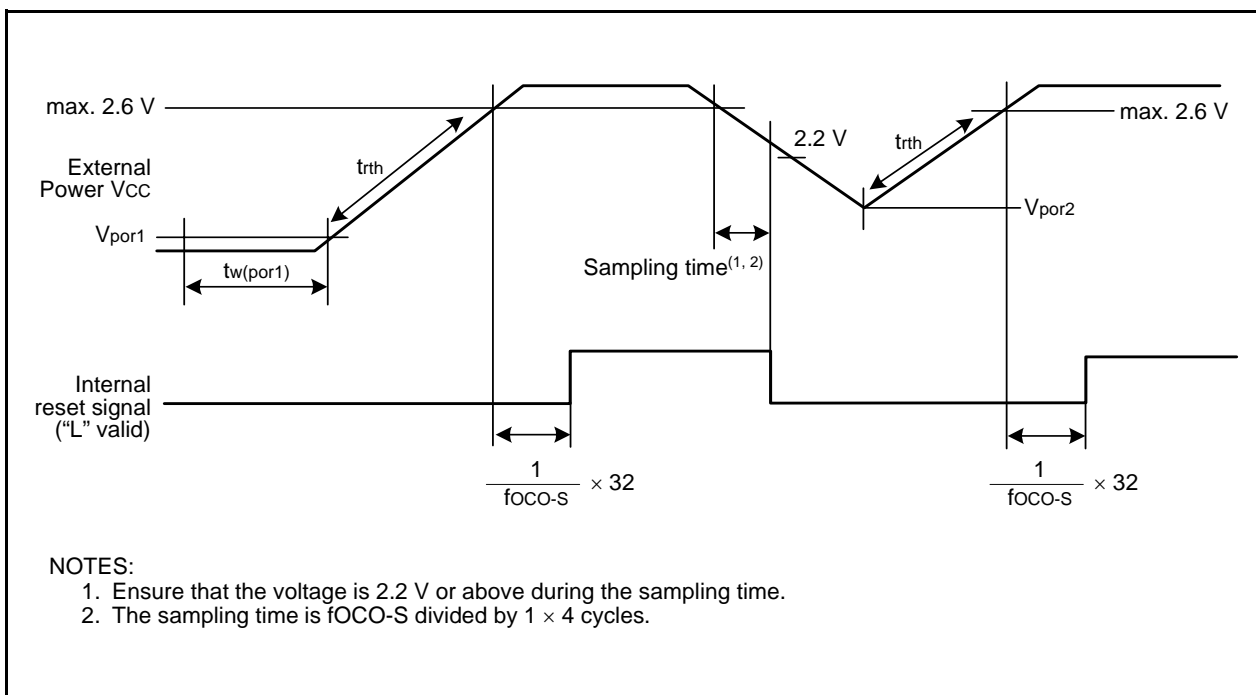 max. 2.6 V
External
Power VCC
Vpor1
tw(por1)
trth
Sampling time(1, 2)
2.2 V
trth
max. 2.6 V
Vpor2
Internal
reset signal
(“L” valid)
1
fOCO-S
× 32
1
fOCO-S
× 32
NOTES:
1. Ensure that the voltage is 2.2 V or above during the sampling time.
2. The sampling time is fOCO-S divided by 1 × 4 cycles.